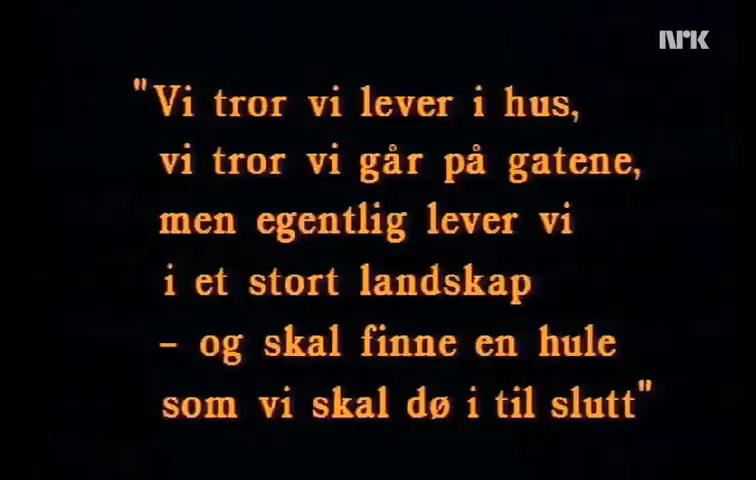 NRK
"Vi tror vi lever i hus,
vi tror vi går på gatene,
men egentlig lever vi
i et stort landskap
– og skal finne en hule
som vi skal dø i til slutt"